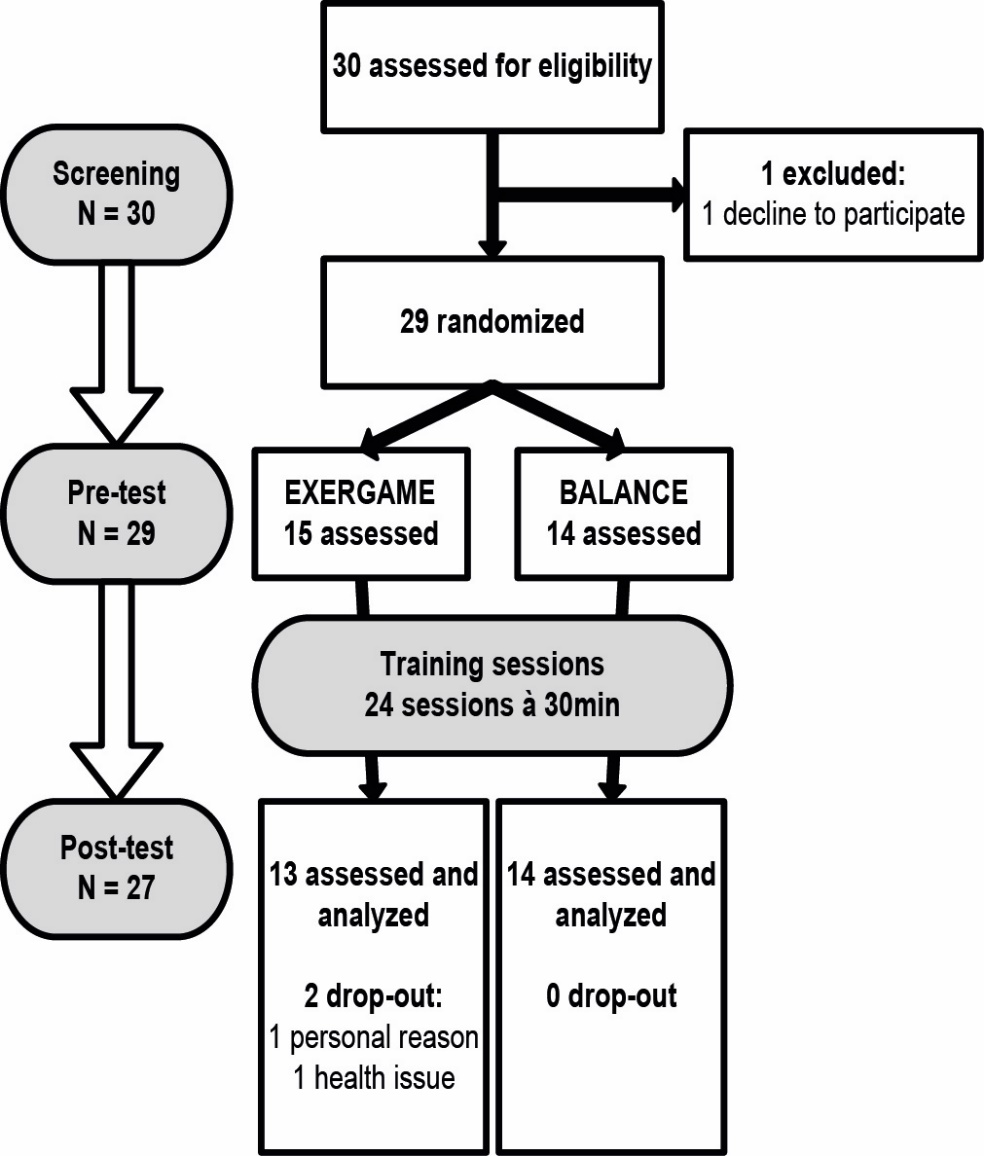 30 assessed for eligibility
Screening
N = 30
1 excluded:
1 decline to participate
29 randomized
Pre-test
N = 29
EXERGAME
15 assessed
BALANCE
14 assessed
Training sessions
24 sessions à 30min
Post-test
N = 27
13 assessed and
analyzed
2 drop-out:
1 personal reason
1 health issue
14 assessed and
analyzed
0 drop-out